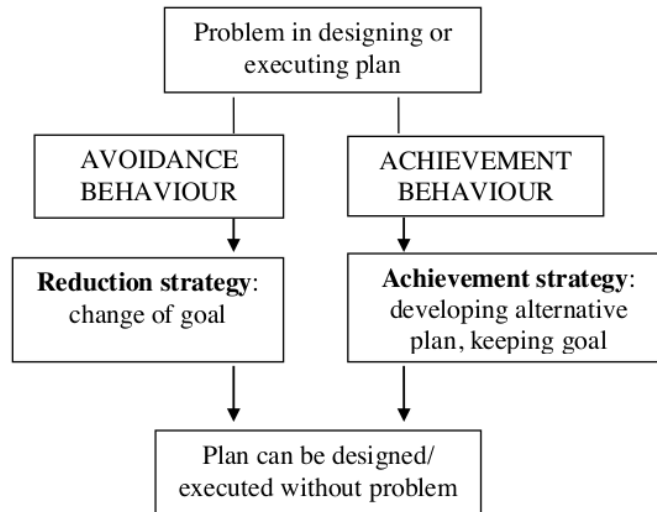 Problem in designing or
executing plan
AVOIDANCE
BEHAVIOUR
ACHIEVEMENT
BEHAVIOUR
Reduction strategy:
change of goal
Achievement strategy:
developing alternative
plan, keeping goal
Plan can be designed/
executed without problem